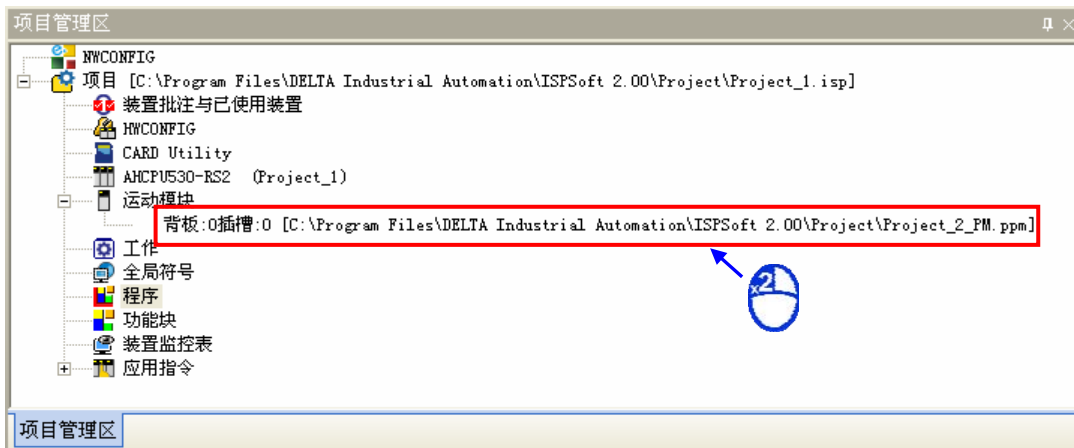 项目管理区
NWCONFIG
项目 [C:\Program Files\DELTA Industrial Automation\ISPSoft 2.00\Project\Project_1.isp]
装置批注与已使用装置
HWCONFIG
CARD Utility
AHCPU530-RS2 (Project_1)
运动模块
背板:0插槽:0 [C:\Program Files\DELTA Industrial Automation\ISPSoft 2.00\Project\Project_2_PM.ppm]
工作
全局符号
x2
程序
功能块
装置监控表
应用指令
项目管理区